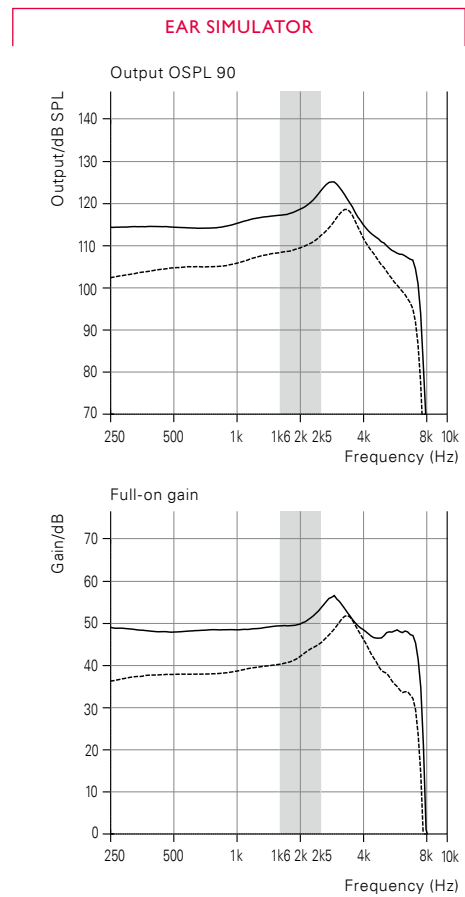 EAR SIMULATOR
Output OSPL 90
Output/dB SPL
140
130
120
110
100
90
80
70
250 500 1k 1k6 2k 2k5 4k 8k 10k
Frequency (Hz)
Full-on gain
Gain/dB
70
60
50
40
30
20
10
0
250 500 1k 1k6 2k 2k5 4k 8k 10k
Frequency (Hz)